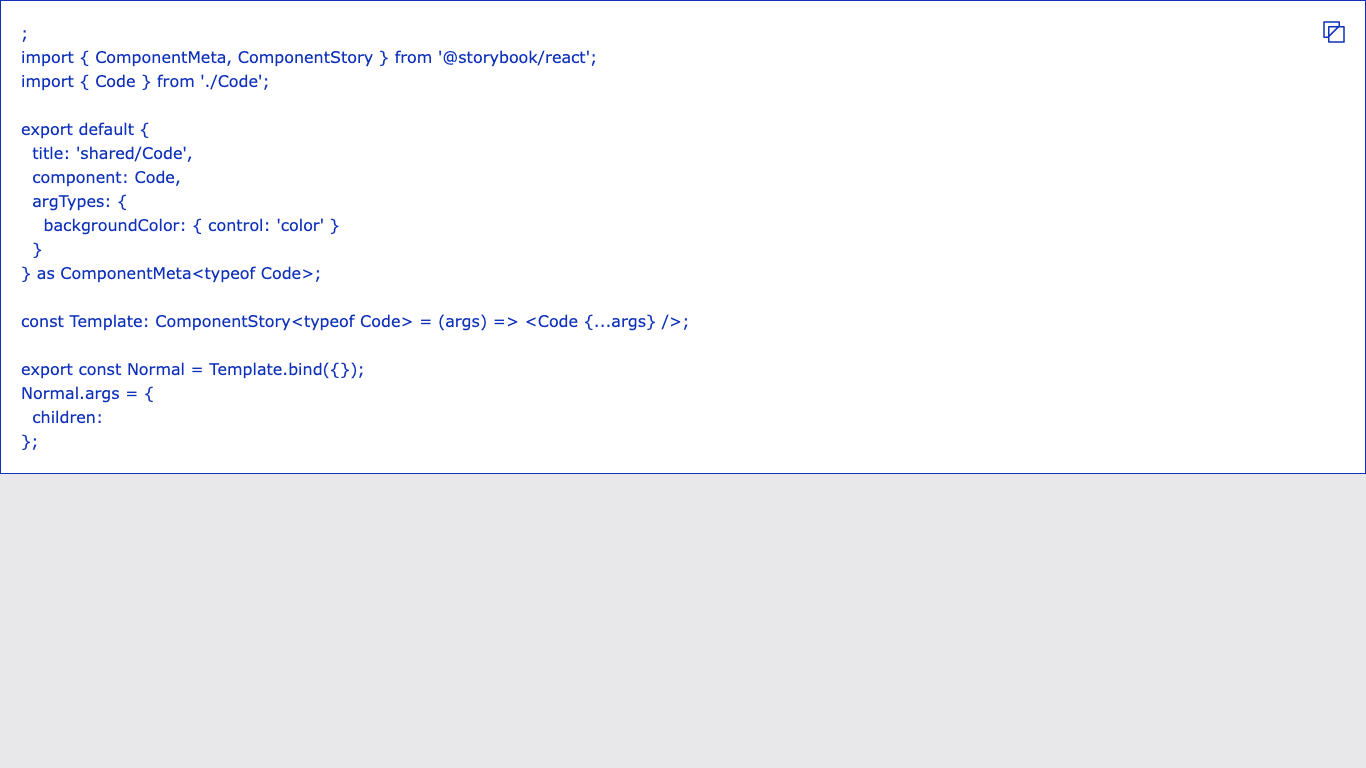 ;
import { ComponentMeta, ComponentStory } from '@storybook/react';
import { Code } from './Code';

export default {
  title: 'shared/Code',
  component: Code,
  argTypes: {
    backgroundColor: { control: 'color' }
  }
} as ComponentMeta<typeof Code>;

const Template: ComponentStory<typeof Code> = (args) => <Code {...args} />;

export const Normal = Template.bind({});
Normal.args = {
  children:
};